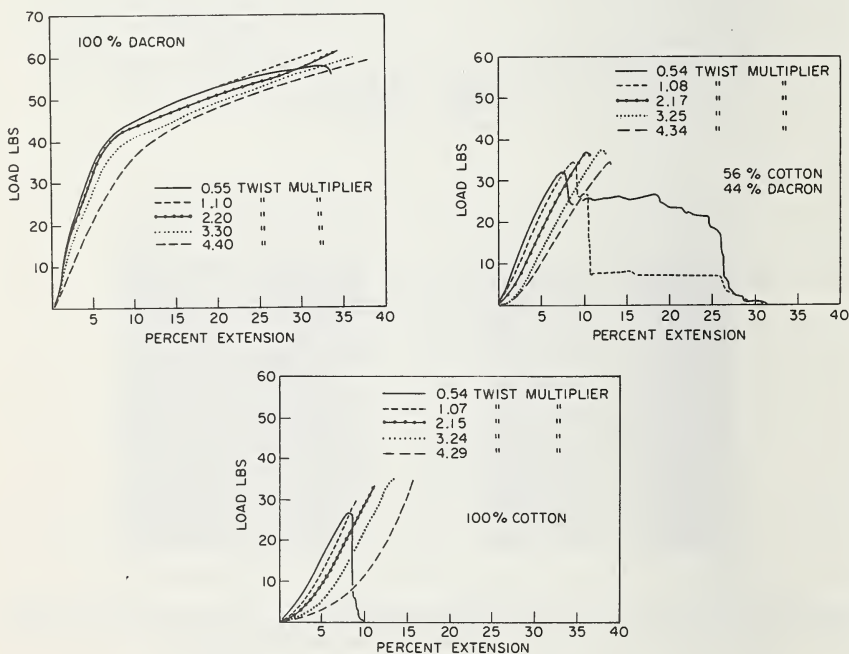 LOAD LBS
70
60
50
40
30
20
10
100 % DACRON
0.55 TWIST MULTIPLIER
1.10 " "
2.20 " "
3.30 " "
4.40 " "
5 10 15 20 25 30 35 40
PERCENT EXTENSION
LOAD LBS
60
50
40
30
20
10
0.54 TWIST MULTIPLIER
1.08 " "
2.17 " "
3.25 " "
4.34 " "
56 % COTTON
44 % DACRON
5 10 15 20 25 30 35 40
PERCENT EXTENSION
LOAD LBS
60
50
40
30
20
10
0.54 TWIST MULTIPLIER
1.07 " "
2.15 " "
3.24 " "
4.29 " "
100 % COTTON
5 10 15 20 25 30 35 40
PERCENT EXTENSION